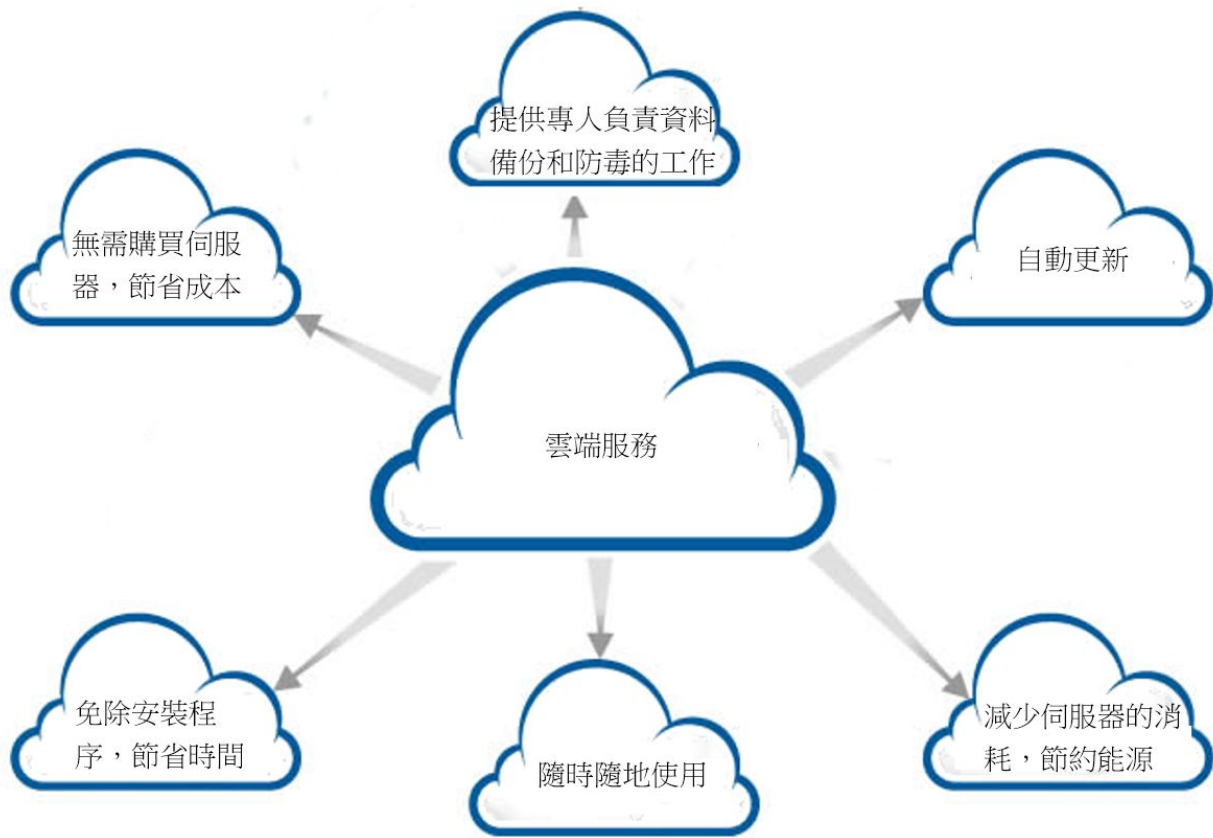 提供專人負責資料
備份和防毒的工作
無需購買伺服
器，節省成本
自動更新
雲端服務
免除安裝程
序，節省時間
隨時隨地使用
減少伺服器的消
耗，節約能源